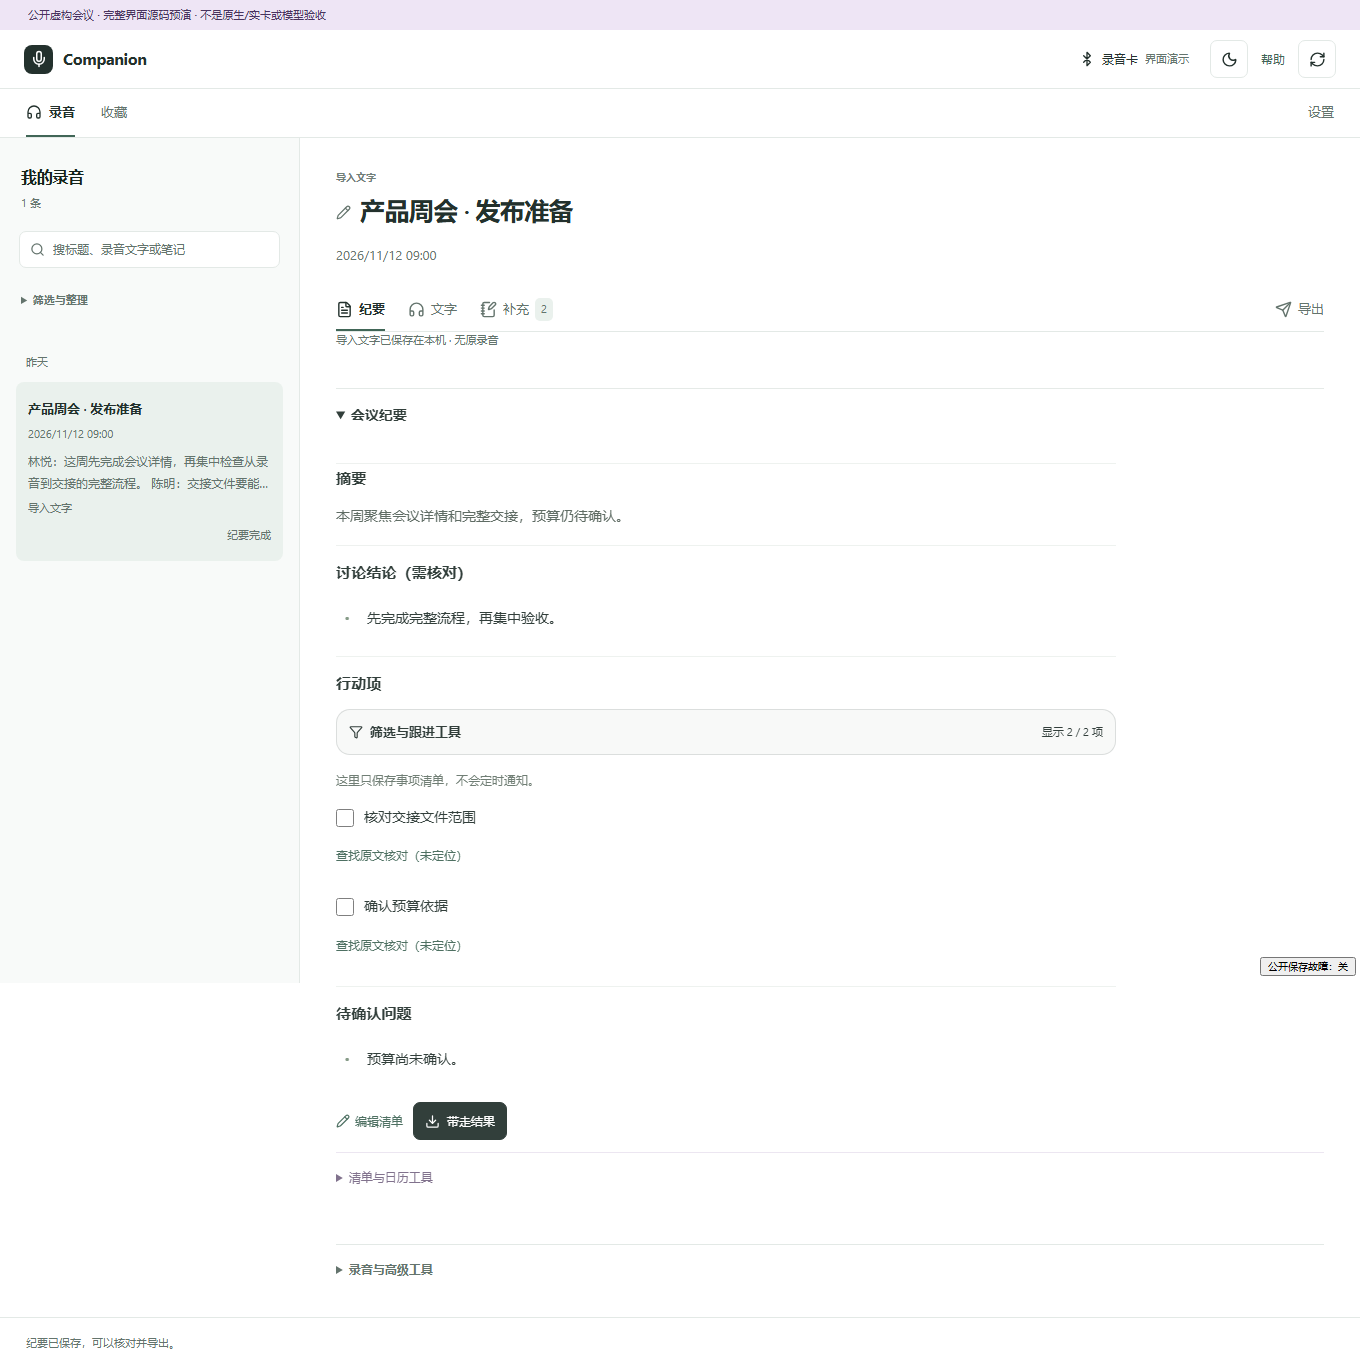 公开虚构会议 · 完整界面源码预演 · 不是原生/实卡或模型验收
Companion
录音卡 界面演示
帮助
录音
收藏
设置
我的录音
1 条
搜标题、录音文字或笔记
筛选与整理
昨天
产品周会 · 发布准备
2026/11/12 09:00
林悦：这周先完成会议详情，再集中检查从录
音到交接的完整流程。 陈明：交接文件要能...
导入文字
纪要完成
导入文字
产品周会 · 发布准备
2026/11/12 09:00
纪要
文字
补充 2
导出
导入文字已保存在本机 · 无原录音
会议纪要
摘要
本周聚焦会议详情和完整交接，预算仍待确认。
讨论结论（需核对）
先完成完整流程，再集中验收。
行动项
筛选与跟进工具
显示 2 / 2 项
这里只保存事项清单，不会定时通知。
核对交接文件范围
查找原文核对（未定位）
确认预算依据
查找原文核对（未定位）
公开保存故障：关
待确认问题
预算尚未确认。
编辑清单
带走结果
清单与日历工具
录音与高级工具
纪要已保存，可以核对并导出。